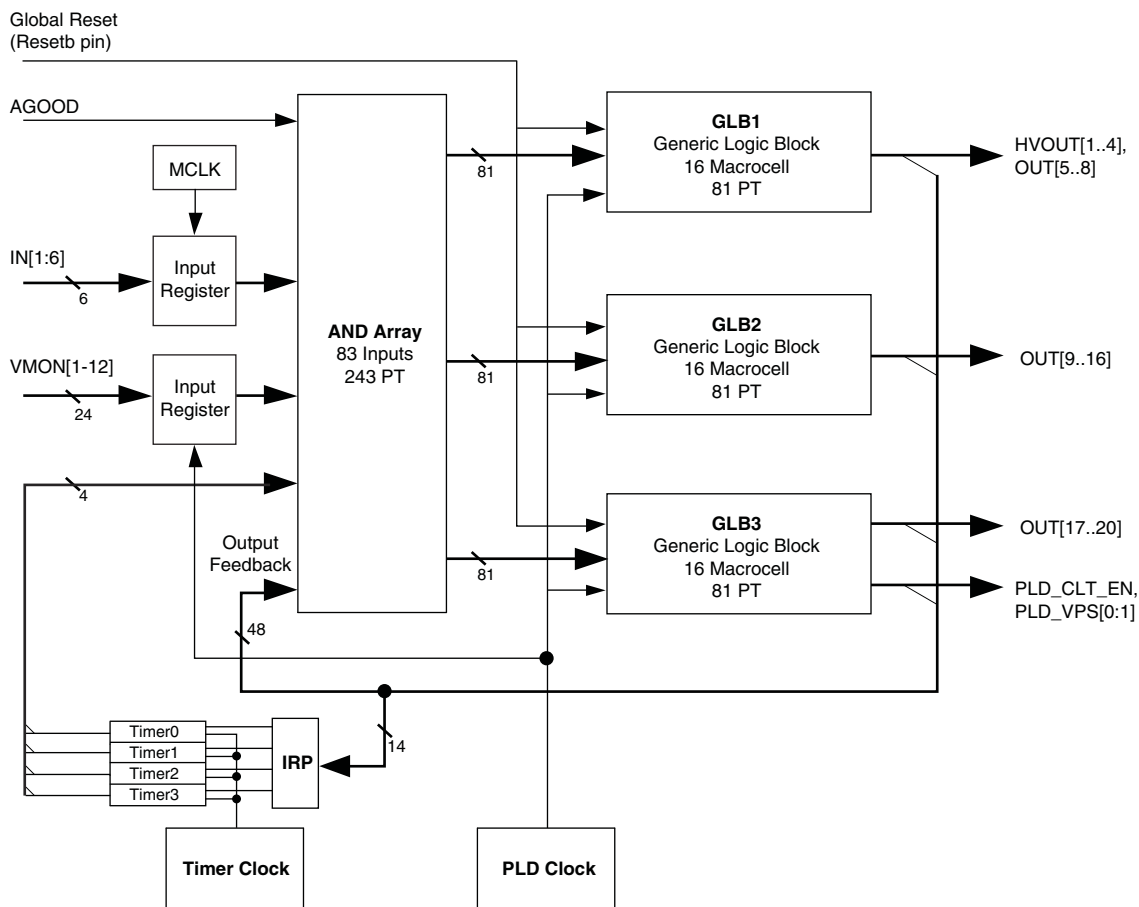 Global Reset
(Resetb pin)
AGOOD
MCLK
IN[1:6]
6
Input
Register
VMON[1-12]
24
Input
Register
4
Output
Feedback
48
AND Array
83 Inputs
243 PT
81
81
81
GLB1
Generic Logic Block
16 Macrocell
81 PT
HVOUT[1..4],
OUT[5..8]
GLB2
Generic Logic Block
16 Macrocell
81 PT
OUT[9..16]
GLB3
Generic Logic Block
16 Macrocell
81 PT
OUT[17..20]
PLD_CLT_EN,
PLD_VPS[0:1]
14
Timer0
Timer1
Timer2
Timer3
IRP
Timer Clock
PLD Clock